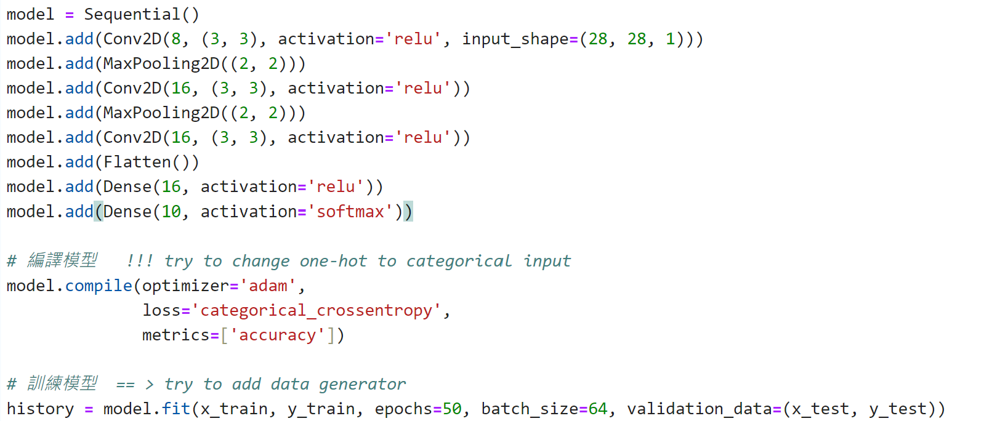 model = Sequential()
model.add(Conv2D(8, (3, 3), activation='relu', input_shape=(28, 28, 1)))
model.add(MaxPooling2D((2, 2)))
model.add(Conv2D(16, (3, 3), activation='relu'))
model.add(MaxPooling2D((2, 2)))
model.add(Conv2D(16, (3, 3), activation='relu'))
model.add(Flatten())
model.add(Dense(16, activation='relu'))
model.add(Dense(10, activation='softmax'))
# 編譯模型   !!! try to change one-hot to categorical input
model.compile(optimizer='adam',
              loss='categorical_crossentropy',
              metrics=['accuracy'])
# 訓練模型  == > try to add data generator
history = model.fit(x_train, y_train, epochs=50, batch_size=64, validation_data=(x_test, y_test))